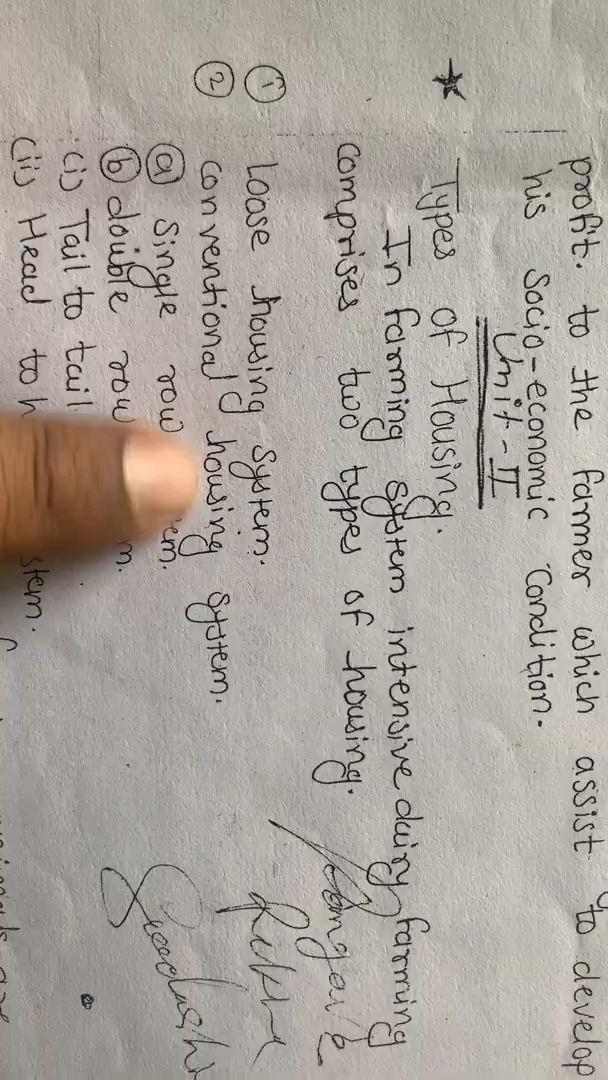 profit. to the farmer which assist to develop
his socio-economic condition.
Unit-II
Types of Housing.
In farming system intensive dairy farming
comprises two types of housing.
① Loose housing system.
② conventional housing system.
ⓐ Single row
ⓑ double row
(i) Tail to tail
(ii) Head to